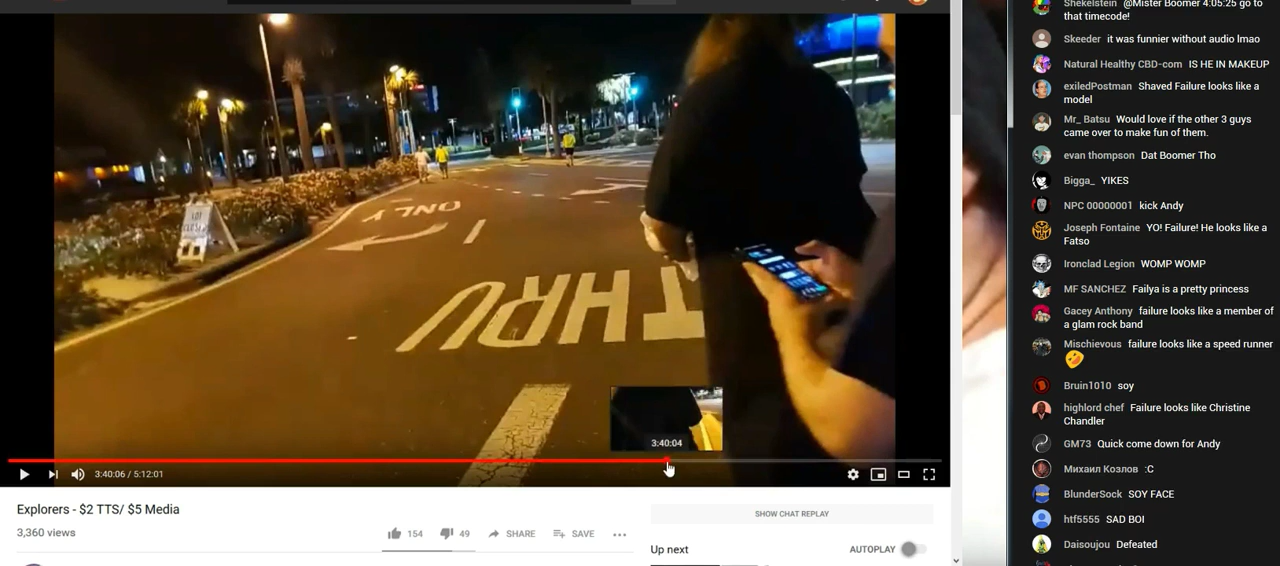 ONLY
THRU
3:40:04
3:40:06 / 5:12:01
Explorers - $2 TTS/ $5 Media
3,360 views
154
49
SHARE
SAVE
SHOW CHAT REPLAY
Up next
AUTOPLAY
Shekelstein @Mister Boomer 4:05:25 go to
that timecode!
Skeeder it was funnier without audio lmao
Natural Healthy CBD-com IS HE IN MAKEUP
exiledPostman Shaved Failure looks like a
model
Mr_ Batsu Would love if the other 3 guys
came over to make fun of them.
evan thompson Dat Boomer Tho
Bigga_ YIKES
NPC 00000001 kick Andy
Joseph Fontaine YO! Failure! He looks like a
Fatso
Ironclad Legion WOMP WOMP
MF SANCHEZ Failya is a pretty princess
Gacey Anthony failure looks like a member of
a glam rock band
Mischievous failure looks like a speed runner
🤣
Bruin1010 soy
highlord chef Failure looks like Christine
Chandler
GM73 Quick come down for Andy
Михаил Козлов :C
BlunderSock SOY FACE
htf5555 SAD BOI
Daisoujou Defeated